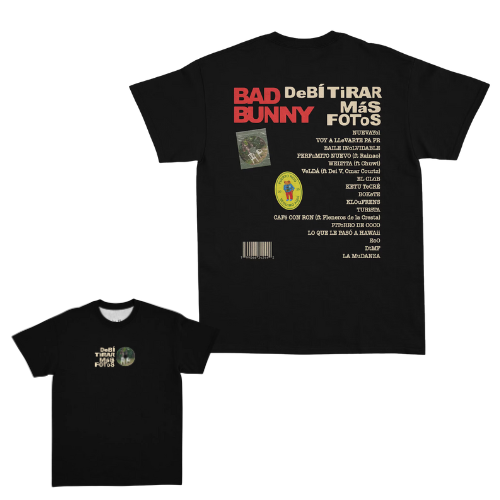 BAD
BUNNY
DeBÍ TiRAR
MáS
FOToS
NUEVAYoL
VOY A LLeVARTE PA PR
BAILE INoLVIDABLE
PERFuMITO NUEVO (ft Rainao)
WEltiTA (ft Chuwi)
VeLDÁ (ft Dei V, Omar Courtz)
EL CLúB
KETU TeCRÉ
BOKeTE
KLOuFRENS
TURiSTA
CAFé CON RON (ft Pleneros de la Cresta)
PIToRRO DE COCO
LO QUE LE PASÓ A HAWAii
EoO
DtMF
LA MuDANZA
DeBÍ
TiRAR
MáS
FOToS